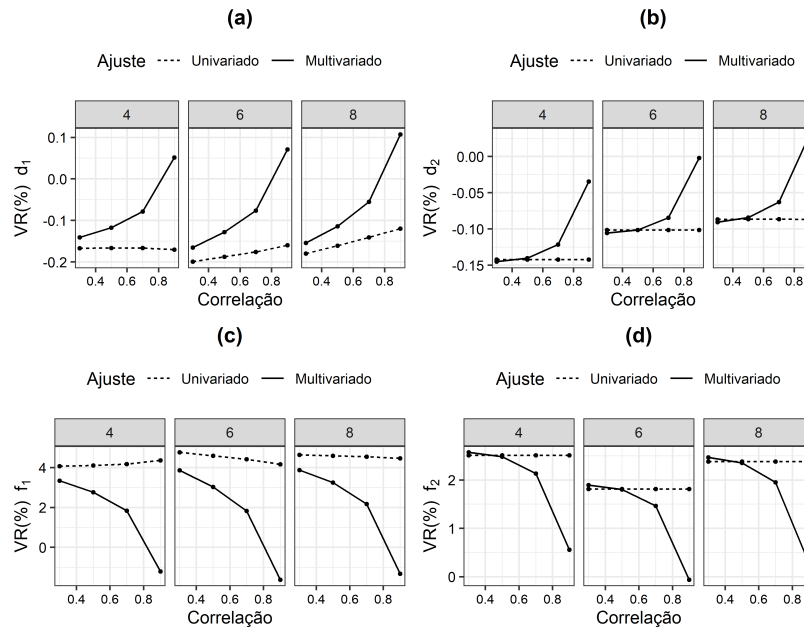 (a)
Ajuste Univariado Multivariado
4 6 8
VR(%) d1
0.1
0.0
-0.1
-0.2
0.4 0.6 0.8 0.4 0.6 0.8 0.4 0.6 0.8
Correlação
(b)
Ajuste Univariado Multivariado
4 6 8
VR(%) d2
0.00
-0.05
-0.10
-0.15
0.4 0.6 0.8 0.4 0.6 0.8 0.4 0.6 0.8
Correlação
(c)
Ajuste Univariado Multivariado
4 6 8
VR(%) f1
4
2
0
0.4 0.6 0.8 0.4 0.6 0.8 0.4 0.6 0.8
Correlação
(d)
Ajuste Univariado Multivariado
4 6 8
VR(%) f2
2
1
0
0.4 0.6 0.8 0.4 0.6 0.8 0.4 0.6 0.8
Correlação